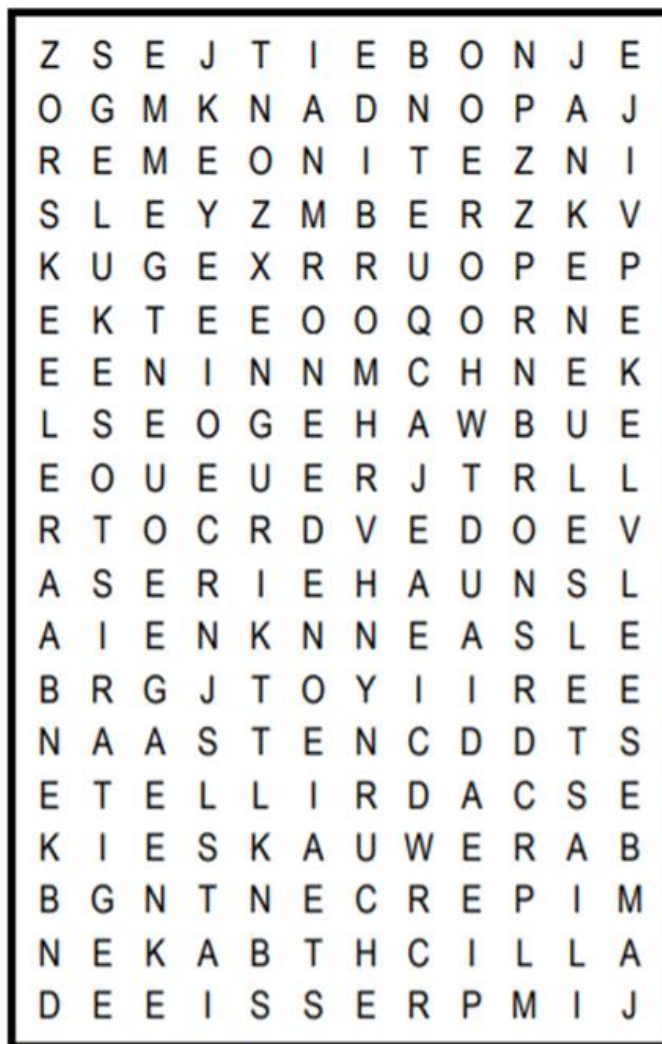 Z S E J T I E B O N J E
O G M K N A D N O P A J
R E M E O N I T E Z N I
S L E Y Z M B E R Z K V
K U G E X R R U O P E P
E K T E E O O Q O R N E
E E N I N N M C H N E K
L S E O G E H A W B U E
E O U E U E R J T R L L
R T O C R D V E D O E V
A S E R I E H A U N S L
A I E N K N N E A S L E
B R G J T O Y I I R E E
N A A S T E N C D D T S
E T E L L I R D A C S E
K I E S K A U W E R A B
B G N T N E C R E P I M
N E K A B T H C I L L A
D E E I S S E R P M I J